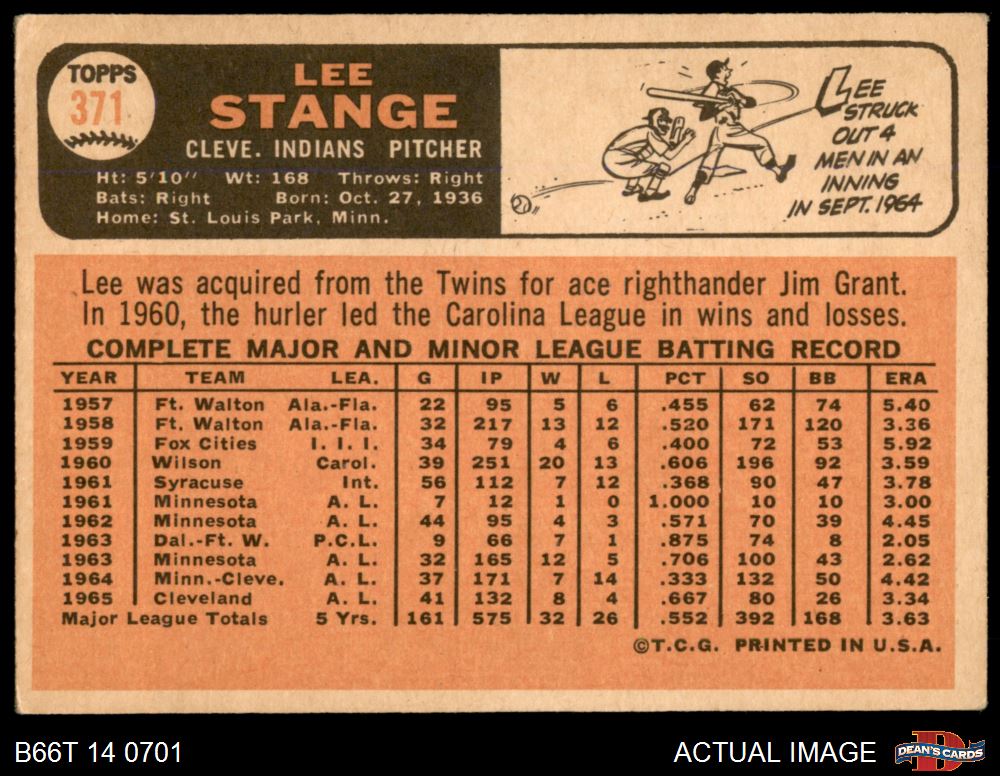 TOPPS
371
LEE
STANGE
CLEVE. INDIANS PITCHER
Ht: 5'10" Wt: 168 Throws: Right
Bats: Right Born: Oct. 27, 1936
Home: St. Louis Park, Minn.
LEE
STRUCK
OUT 4
MEN IN AN
INNING
IN SEPT. 1964
Lee was acquired from the Twins for ace righthander Jim Grant.
In 1960, the hurler led the Carolina League in wins and losses.
COMPLETE MAJOR AND MINOR LEAGUE BATTING RECORD
YEAR TEAM LEA. G IP W L PCT SO BB ERA
1957 Ft. Walton Ala.-Fla. 22 95 5 6 .455 62 74 5.40
1958 Ft. Walton Ala.-Fla. 32 217 13 12 .520 171 120 3.36
1959 Fox Cities I. I. I. 34 79 4 6 .400 72 53 5.92
1960 Wilson Carol. 39 251 20 13 .606 196 92 3.59
1961 Syracuse Int. 56 112 7 12 .368 90 47 3.78
1961 Minnesota A. L. 7 12 1 0 1.000 10 10 3.00
1962 Minnesota A. L. 44 95 4 3 .571 70 39 4.45
1963 Dal.-Ft. W. P.C.L. 9 66 7 1 .875 74 8 2.05
1963 Minnesota A. L. 32 165 12 5 .706 100 43 2.62
1964 Minn.-Cleve. A. L. 37 171 7 14 .333 132 50 4.42
1965 Cleveland A. L. 41 132 8 4 .667 80 26 3.34
Major League Totals 5 Yrs. 161 575 32 26 .552 392 168 3.63
©T.C.G. PRINTED IN U.S.A.
B66T 14 0701
ACTUAL IMAGE
DEAN'S CARDS